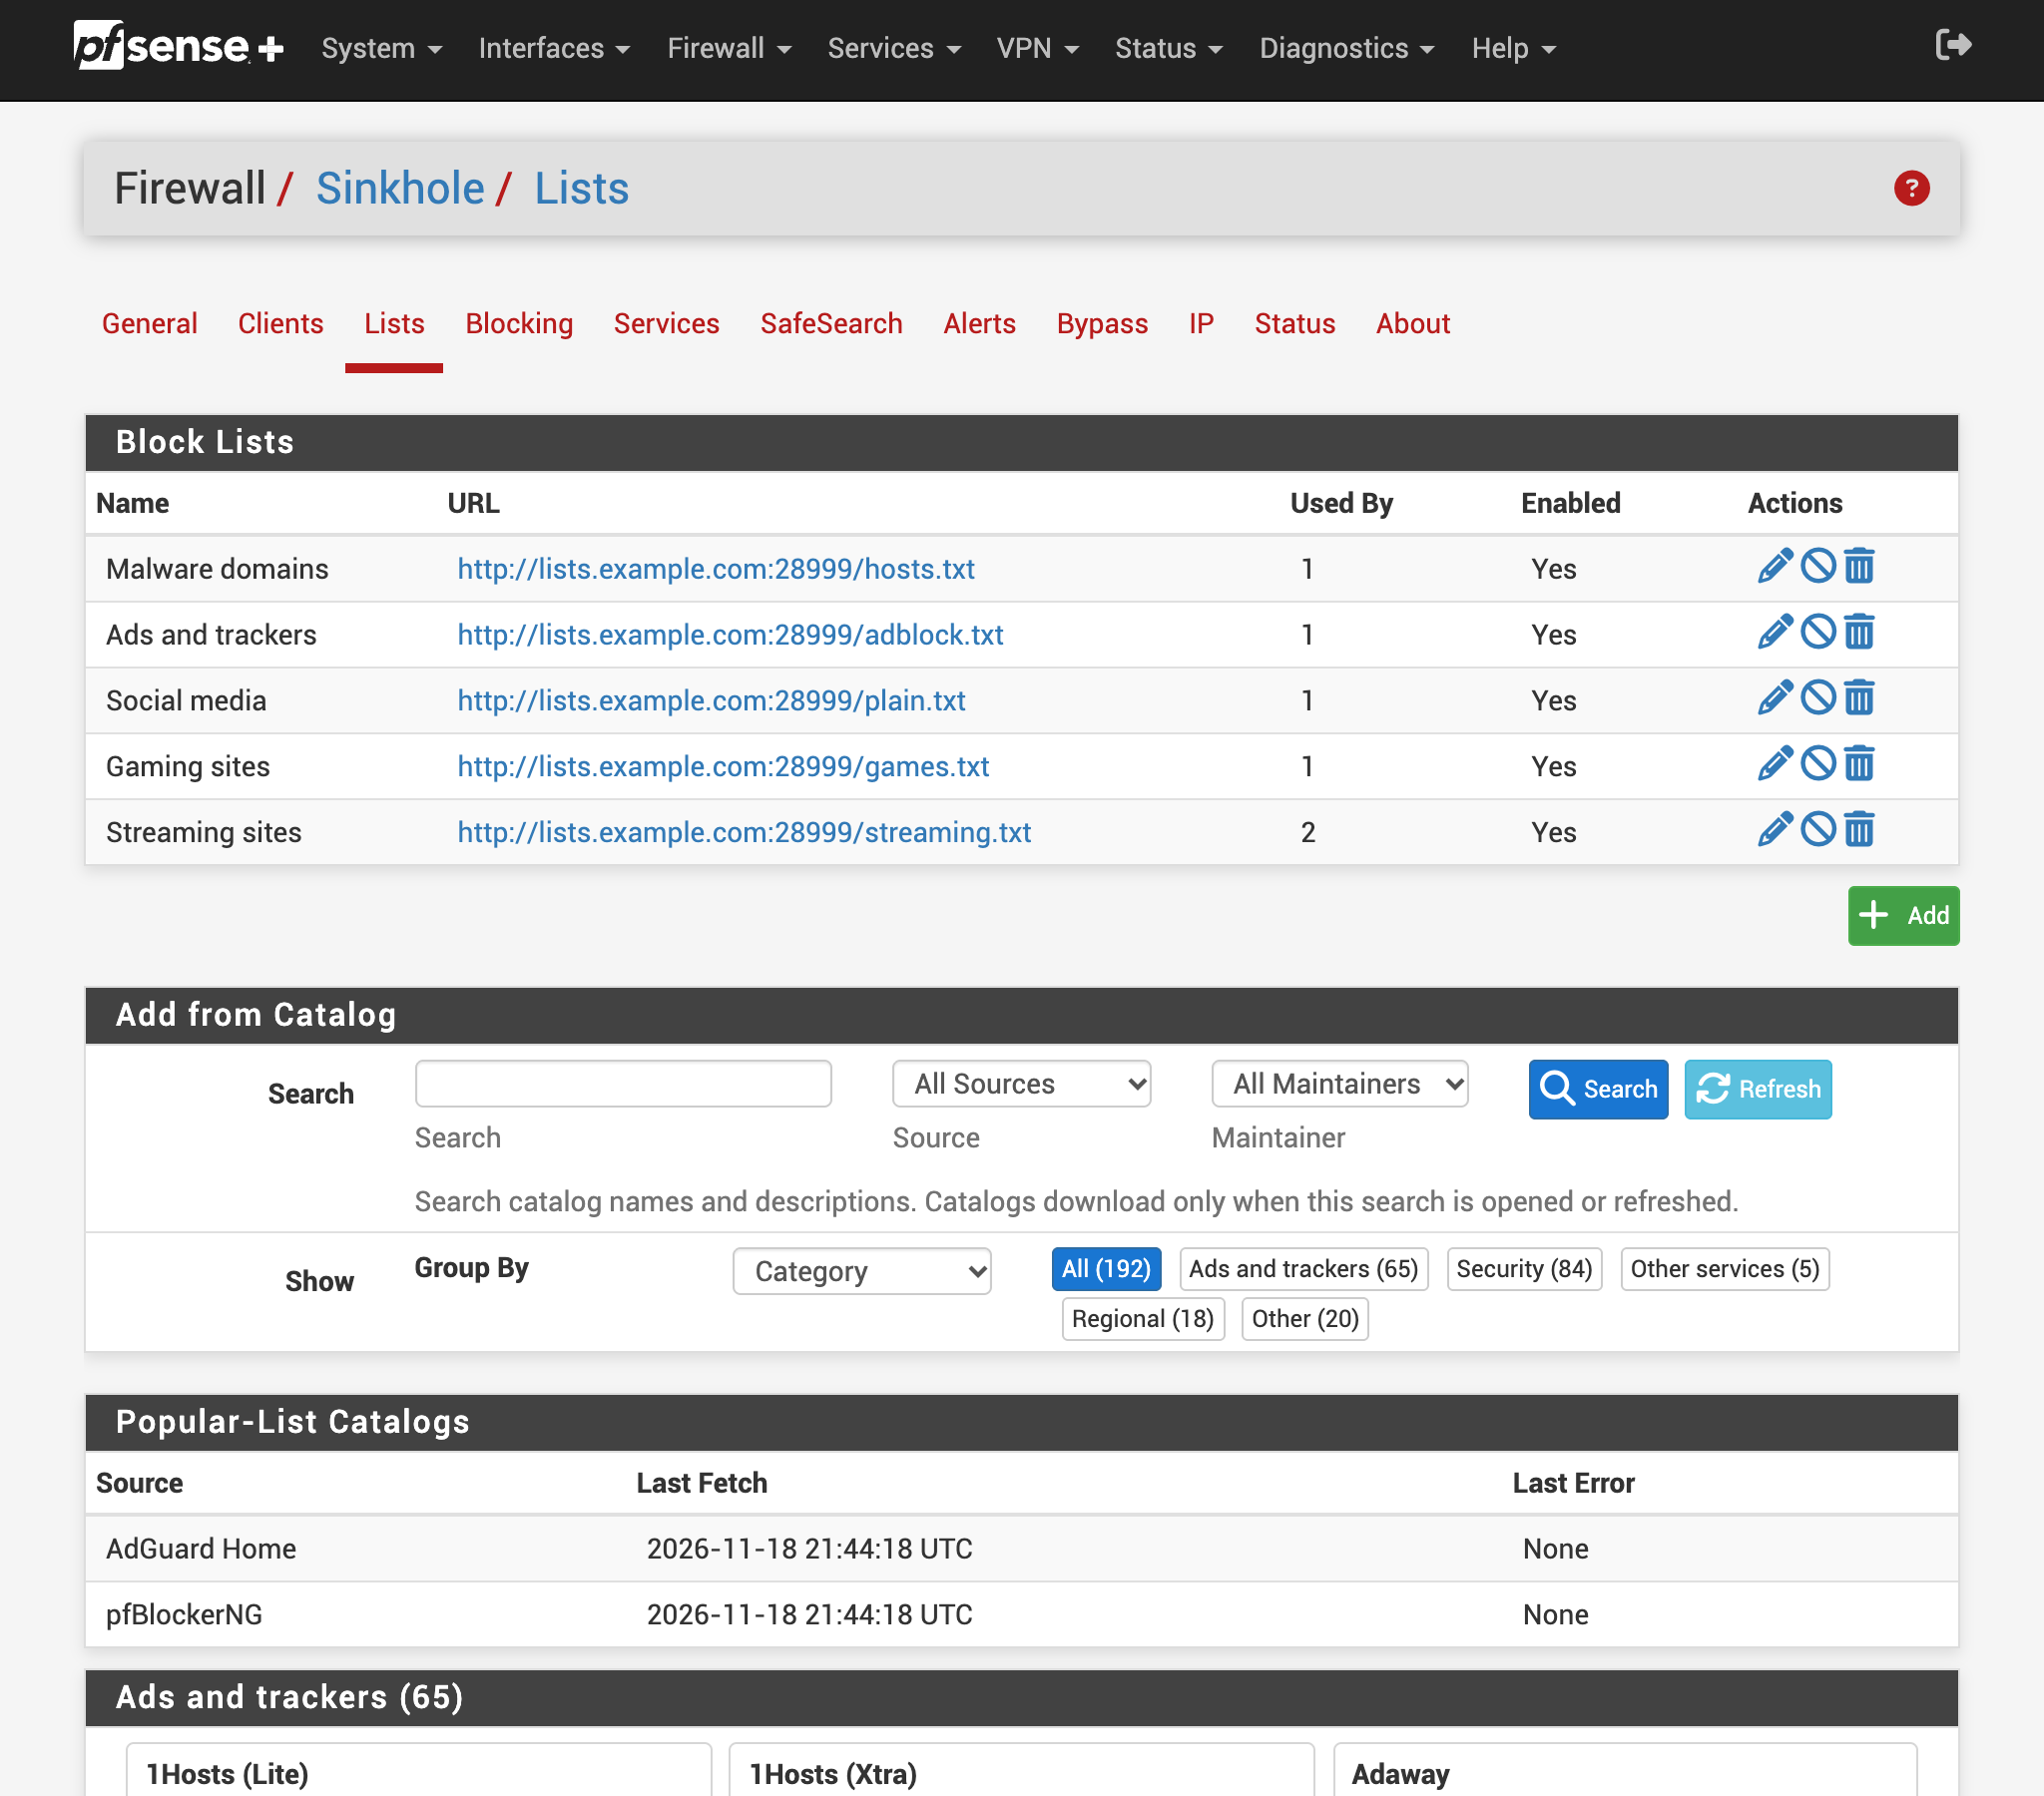 pfsense +
System Interfaces Firewall Services VPN Status Diagnostics Help
Firewall / Sinkhole / Lists
General Clients Lists Blocking Services SafeSearch Alerts Bypass IP Status About
Block Lists
Name URL Used By Enabled Actions
Malware domains http://lists.example.com:28999/hosts.txt 1 Yes
Ads and trackers http://lists.example.com:28999/adblock.txt 1 Yes
Social media http://lists.example.com:28999/plain.txt 1 Yes
Gaming sites http://lists.example.com:28999/games.txt 1 Yes
Streaming sites http://lists.example.com:28999/streaming.txt 2 Yes
Add
Add from Catalog
Search All Sources All Maintainers Search Refresh
Search Source Maintainer
Search catalog names and descriptions. Catalogs download only when this search is opened or refreshed.
Show Group By Category All (192) Ads and trackers (65) Security (84) Other services (5)
Regional (18) Other (20)
Popular-List Catalogs
Source Last Fetch Last Error
AdGuard Home 2026-11-18 21:44:18 UTC None
pfBlockerNG 2026-11-18 21:44:18 UTC None
Ads and trackers (65)
1Hosts (Lite) 1Hosts (Xtra) Adaway